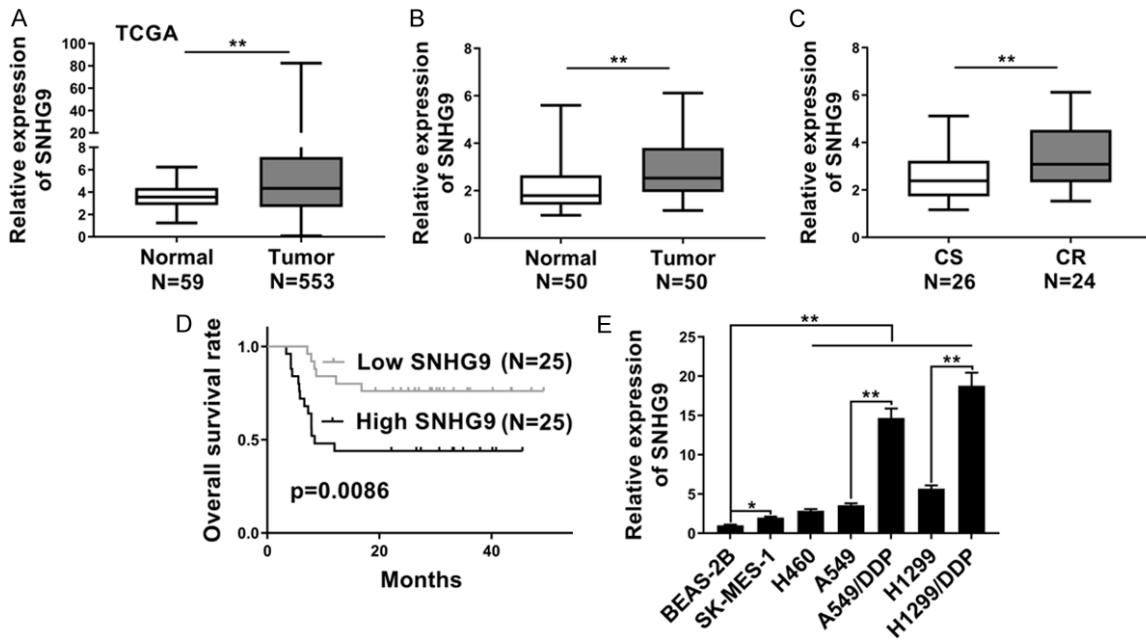 A
TCGA
**
Relative expression
of SNHG9
100
80
60
40
20
8
6
4
2
0
Normal
N=59
Tumor
N=553
B
**
Relative expression
of SNHG9
8
6
4
2
0
Normal
N=50
Tumor
N=50
C
**
Relative expression
of SNHG9
8
6
4
2
0
CS
N=26
CR
N=24
D
Overall survival rate
1.0
0.5
0.0
Low SNHG9 (N=25)
High SNHG9 (N=25)
p=0.0086
0
20
40
Months
E
Relative expression
of SNHG9
25
20
15
10
5
0
**
**
**
*
BEAS-2B
SK-MES-1
H460
A549
A549/DDP
H1299
H1299/DDP